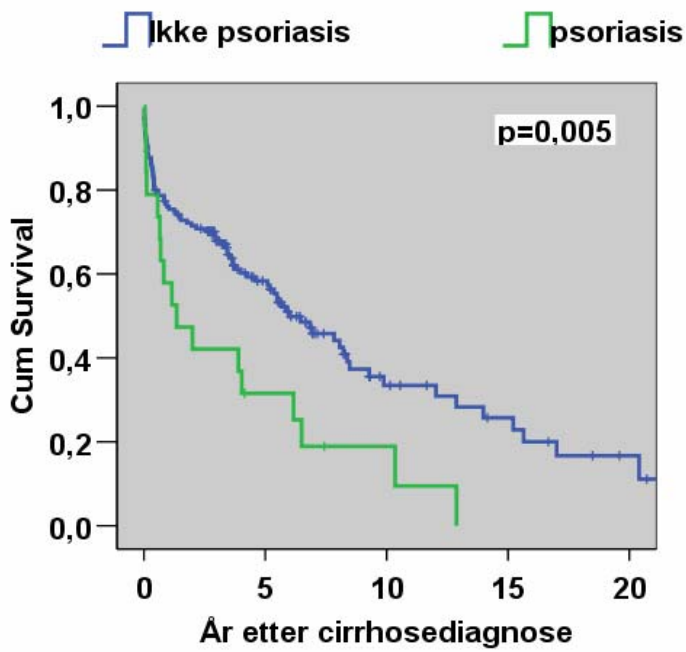 Ikke psoriasis
psoriasis
p=0,005
1,0
0,8
0,6
0,4
0,2
0,0
Cum Survival
0 5 10 15 20
År etter cirrhosediagnose